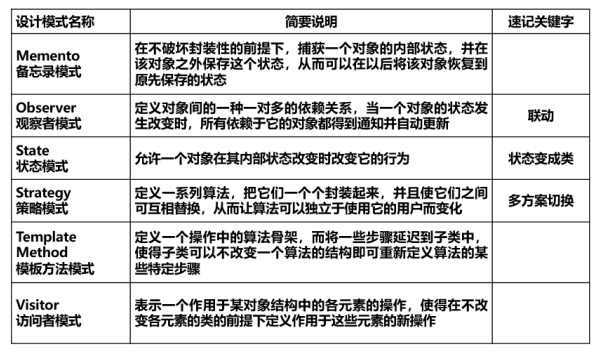 设计模式名称 简要说明 速记关键字
Memento
备忘录模式
在不破坏封装性的前提下，捕获一个对象的内部状态，并在
该对象之外保存这个状态，从而可以在以后将该对象恢复到
原先保存的状态
Observer
观察者模式
定义对象间的一种一对多的依赖关系，当一个对象的状态发
生改变时，所有依赖于它的对象都得到通知并自动更新
联动
State
状态模式
允许一个对象在其内部状态改变时改变它的行为
状态变成类
Strategy
策略模式
定义一系列算法，把它们一个个封装起来，并且使它们之间
可互相替换，从而让算法可以独立于使用它的用户而变化
多方案切换
Template
Method
模板方法模式
定义一个操作中的算法骨架，而将一些步骤延迟到子类中，
使得子类可以不改变一个算法的结构即可重新定义算法的某
些特定步骤
Visitor
访问者模式
表示一个作用于某对象结构中的各元素的操作，使得在不改
变各元素的类的前提下定义作用于这些元素的新操作